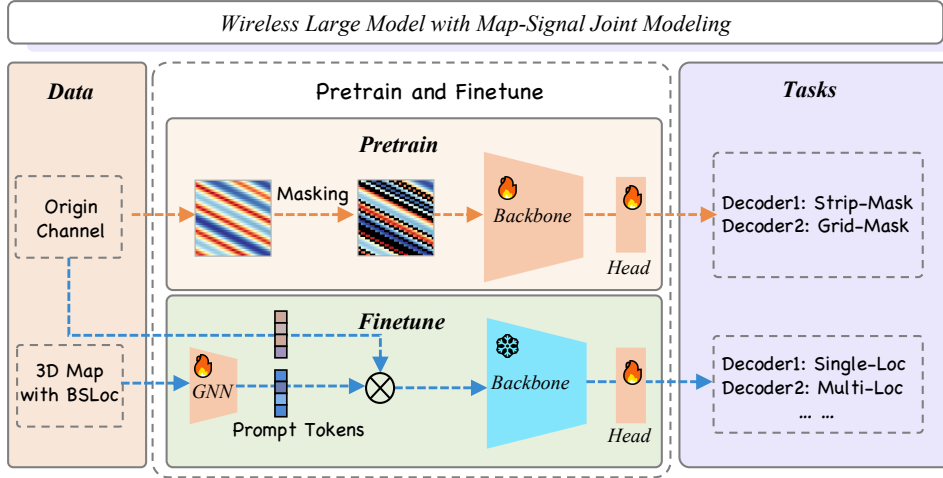 Wireless Large Model with Map-Signal Joint Modeling
Data
Origin
Channel
3D Map
with BSLoc
Pretrain and Finetune
Pretrain
Masking
Backbone
Head
Finetune
GNN
Prompt Tokens
Backbone
Head
Tasks
Decoder1: Strip-Mask
Decoder2: Grid-Mask
Decoder1: Single-Loc
Decoder2: Multi-Loc
... ...